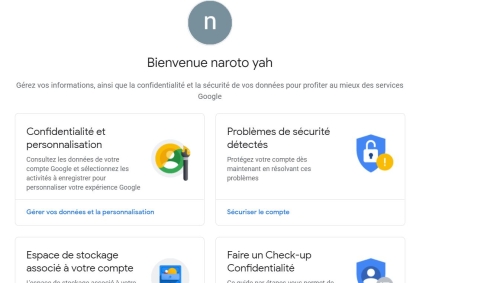 n
Bienvenue naroto yah
Gérez vos informations, ainsi que la confidentialité et la sécurité de vos données pour profiter au mieux des services
Google
Confidentialité et
personnalisation
Consultez les données de votre
compte Google et sélectionnez les
activités à enregistrer pour
personnaliser votre expérience Google
Gérer vos données et la personnalisation
Problèmes de sécurité
détectés
Protégez votre compte dès
maintenant en résolvant ces
problèmes
Sécuriser le compte
Espace de stockage
associé à votre compte
Faire un Check-up
Confidentialité